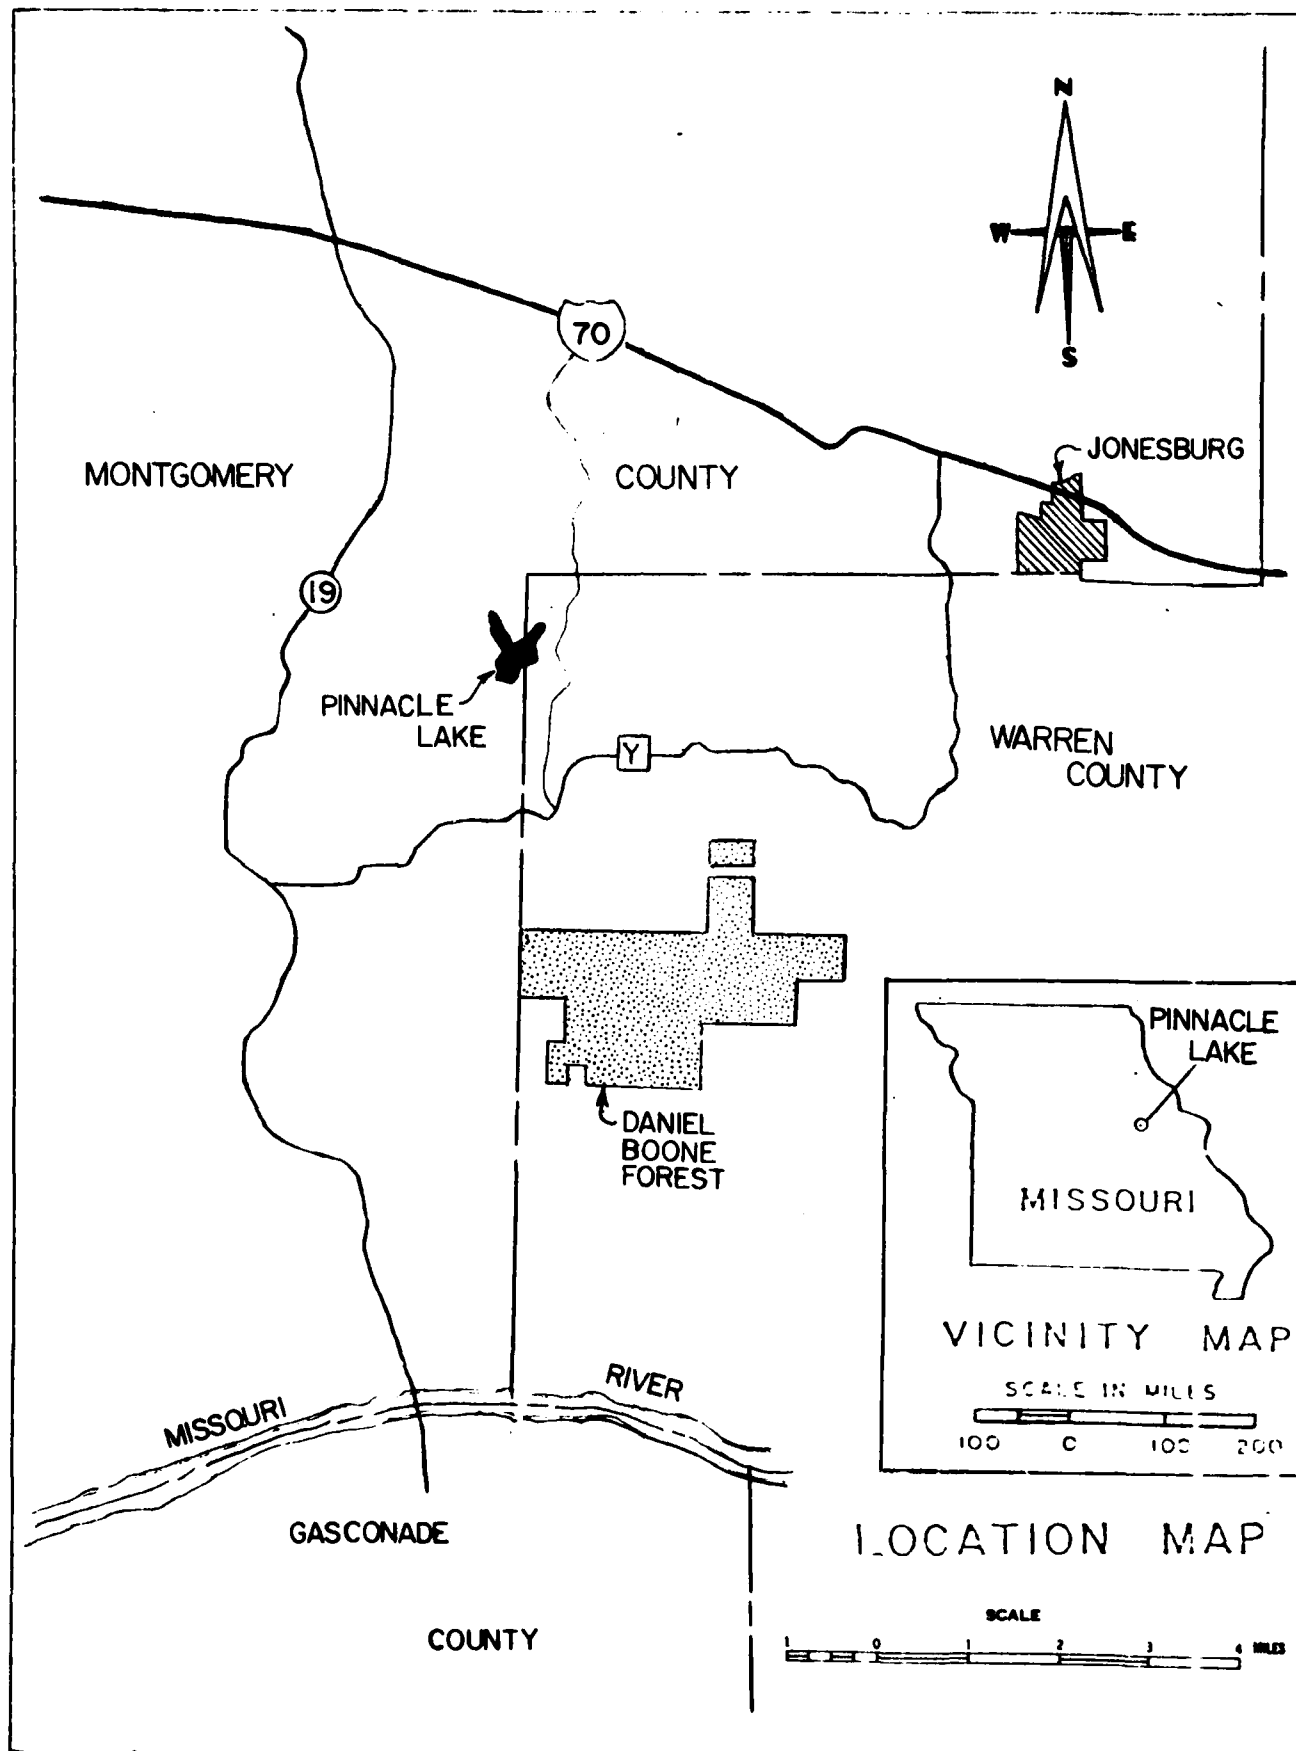 N
W E
S
70
JONESBURG
MONTGOMERY COUNTY
19
PINNACLE
LAKE
WARREN
COUNTY
Y
PINNACLE
LAKE
DANIEL
BOONE
FOREST
MISSOURI
VICINITY MAP
SCALE IN MILES
100 0 100 200
MISSOURI RIVER
GASCONADE
COUNTY
LOCATION MAP
SCALE
1 0 1 2 3 4 MILES